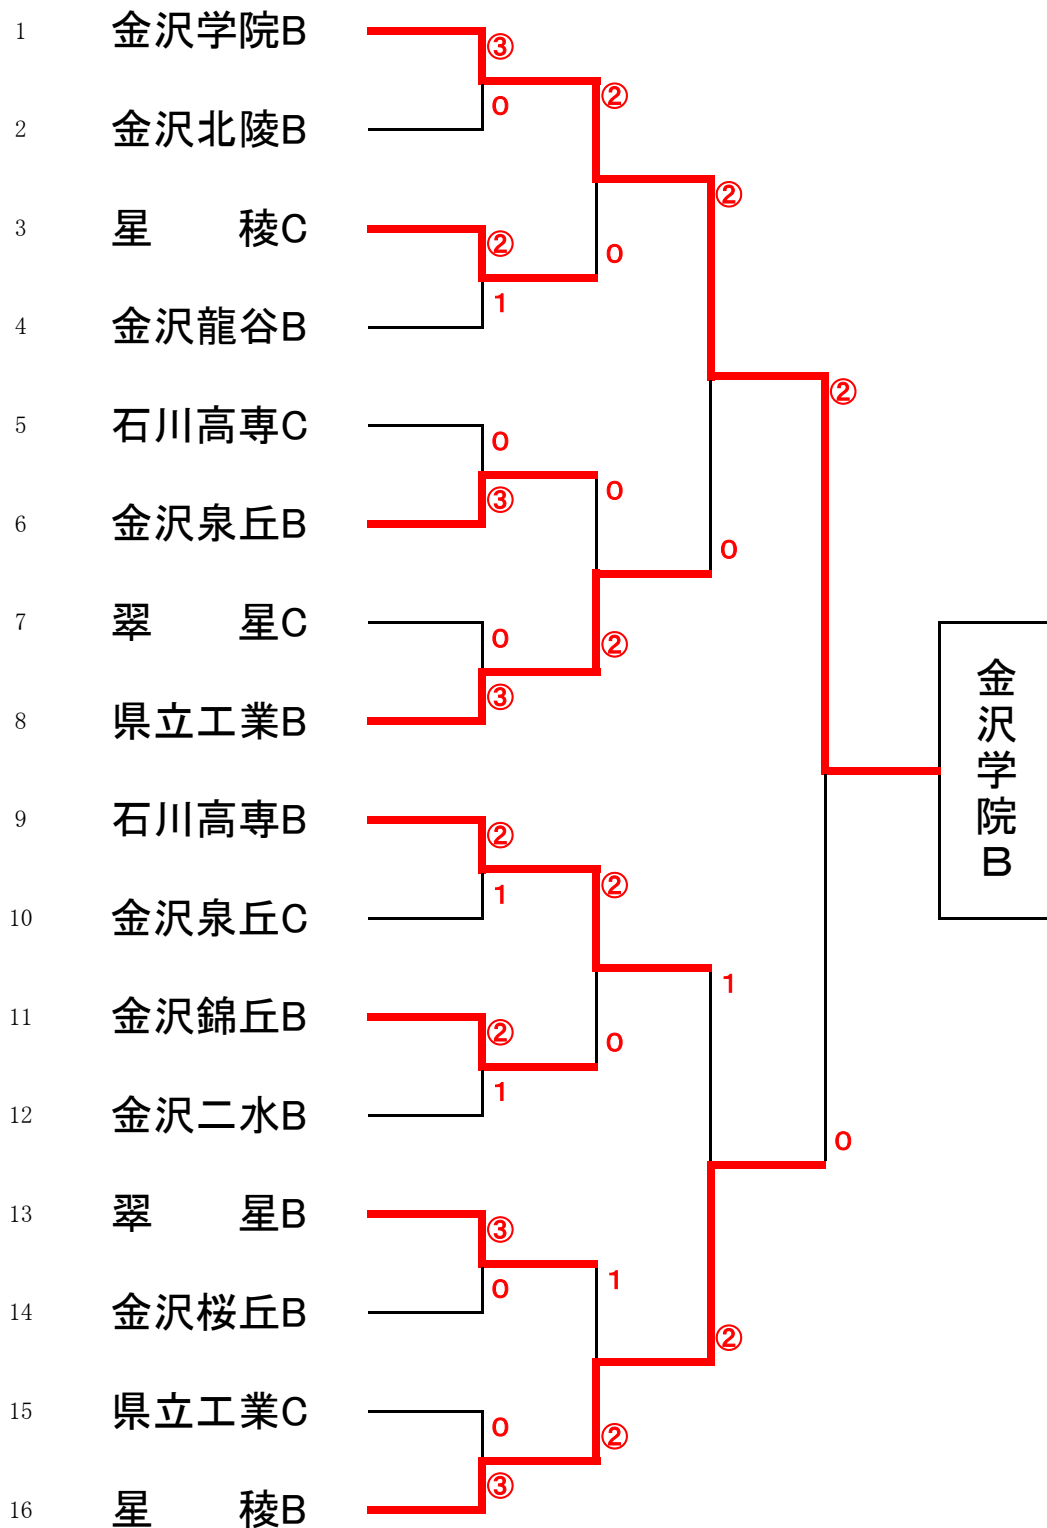 1 金沢学院B
③
②
0
2 金沢北陵B
②
3 星　　稜C
②
0
1
4 金沢龍谷B
②
5 石川高専C
0
0
③
6 金沢泉丘B
0
7 翠　　星C
0
②
③
8 県立工業B
金沢学院B
9 石川高専B
②
②
1
10 金沢泉丘C
1
11 金沢錦丘B
②
0
1
12 金沢二水B
0
13 翠　　星B
③
1
0
14 金沢桜丘B
②
15 県立工業C
0
②
③
16 星　　稜B